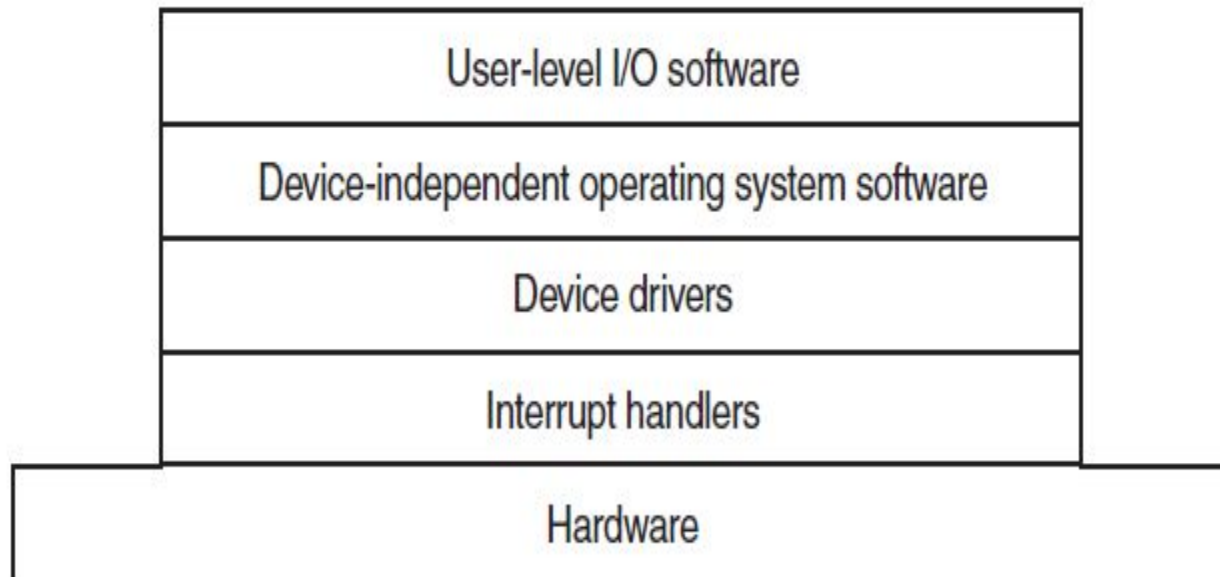 User-level I/O software
Device-independent operating system software
Device drivers
Interrupt handlers
Hardware